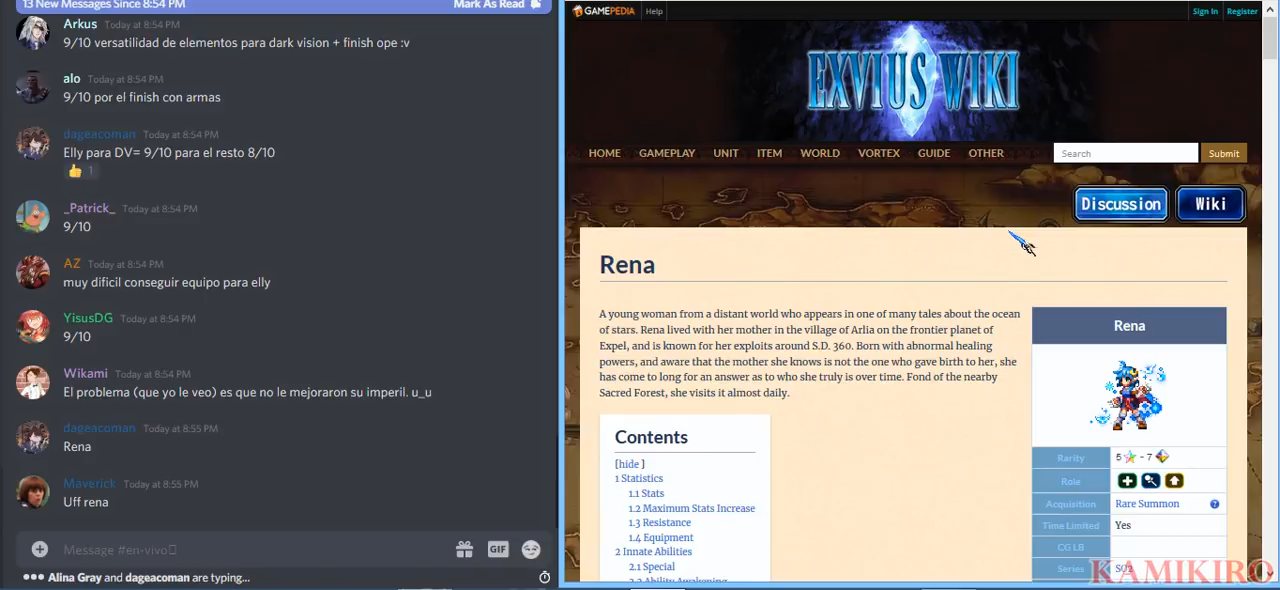 13 New Messages Since 8:54 PM Mark As Read
Arkus Today at 8:54 PM
9/10 versatilidad de elementos para dark vision + finish ope :v
alo Today at 8:54 PM
9/10 por el finish con armas
dageacoman Today at 8:54 PM
Elly para DV= 9/10 para el resto 8/10
1
_Patrick_ Today at 8:54 PM
9/10
AZ Today at 8:54 PM
muy dificil conseguir equipo para elly
YisusDG Today at 8:54 PM
9/10
Wikami Today at 8:54 PM
El problema (que yo le veo) es que no le mejoraron su imperil. u_u
dageacoman Today at 8:55 PM
Rena
Maverick Today at 8:55 PM
Uff rena
Message #en-vivo
GIF
Alina Gray and dageacoman are typing...
GAMEPEDIA Help Sign In Register
EXVIUS WIKI
HOME GAMEPLAY UNIT ITEM WORLD VORTEX GUIDE OTHER Search Submit
Discussion Wiki
Rena
A young woman from a distant world who appears in one of many tales about the ocean
of stars. Rena lived with her mother in the village of Arlia on the frontier planet of
Expel, and is known for her exploits around S.D. 360. Born with abnormal healing
powers, and aware that the mother she knows is not the one who gave birth to her, she
has come to long for an answer as to who she truly is over time. Fond of the nearby
Sacred Forest, she visits it almost daily.
Contents
[hide ]
1 Statistics
1.1 Stats
1.2 Maximum Stats Increase
1.3 Resistance
1.4 Equipment
2 Innate Abilities
2.1 Special
2.2 Ability Awakening
Rena
Rarity 5 - 7
Role
Acquisition Rare Summon ?
Time Limited Yes
CG LB
Series SO2
KAMIKIRO